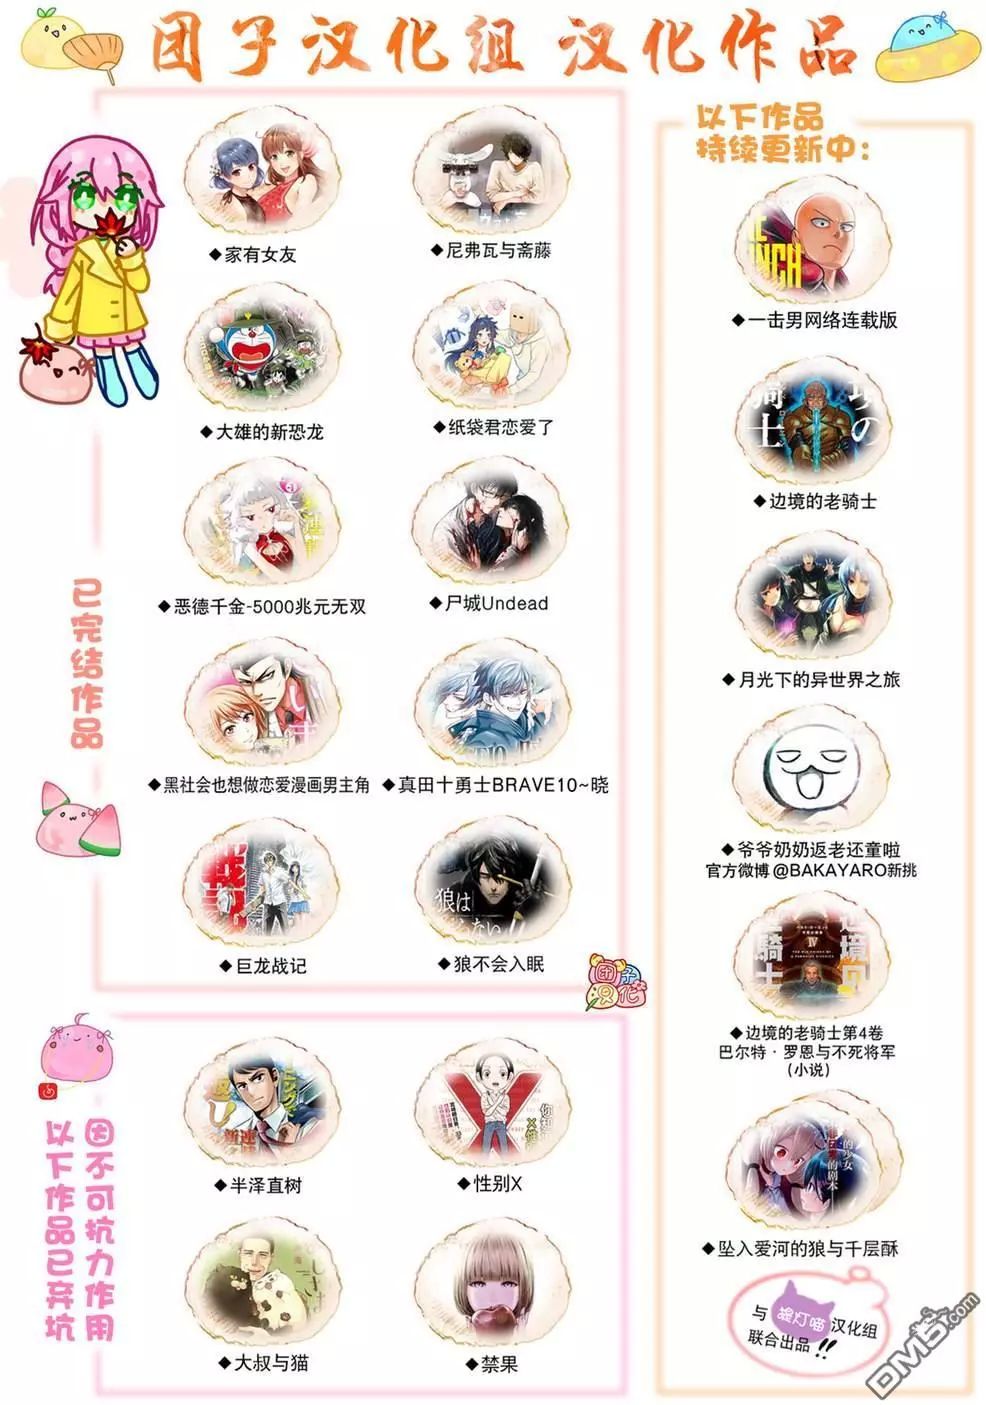 团子汉化组 汉化作品
已完结作品
◆家有女友
◆尼弗瓦与斋藤
◆大雄的新恐龙
◆纸袋君恋爱了
◆恶德千金-5000兆元无双
◆尸城Undead
◆黑社会也想做恋爱漫画男主角
◆真田十勇士BRAVE10~晓
◆巨龙战记
狼は
◆狼不会入眠
团子
汉化
因不可抗力作用
以下作品已弃坑
◆半泽直树
X
◆性别X
◆大叔与猫
◆禁果
以下作品
持续更新中:
◆一击男网络连载版
◆边境的老骑士
◆月光下的异世界之旅
◆爷爷奶奶返老还童啦
官方微博@BAKAYARO新挑
IV
◆边境的老骑士第4卷
巴尔特·罗恩与不死将军
(小说)
的少女
的剧本
◆坠入爱河的狼与千层酥
与提灯喵汉化组
联合出品!!
DM5.com